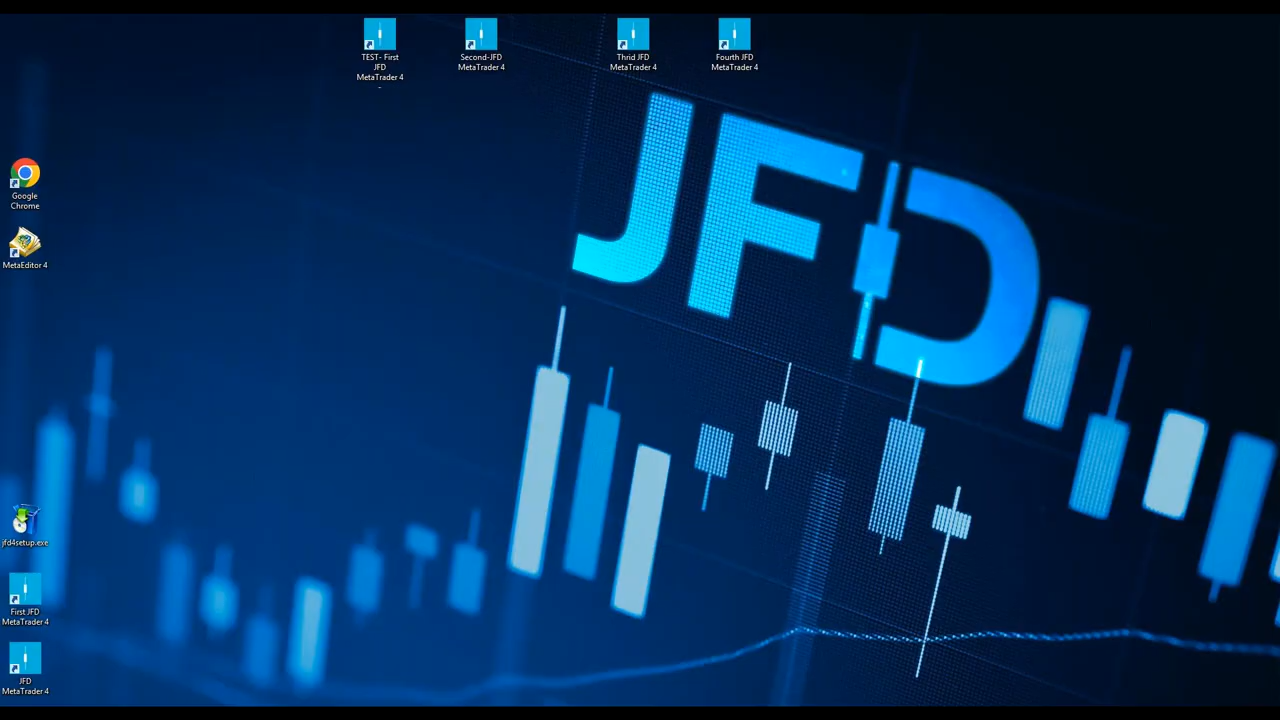 TEST- First
JFD
MetaTrader 4
-
Second-JFD
MetaTrader 4
Thrid JFD
MetaTrader 4
Fourth JFD
MetaTrader 4
JFD
Google
Chrome
MetaEditor 4
jfd4setup.exe
First JFD
MetaTrader 4
JFD
MetaTrader 4